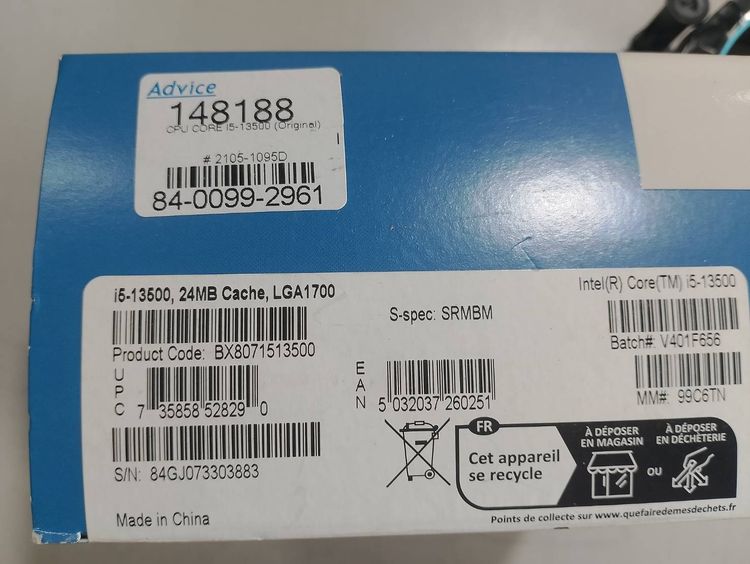 Advice
148188
CPU CORE I5-13500 (Original)
# 2105-1095D
84-0099-2961
i5-13500, 24MB Cache, LGA1700
Intel(R) Core(TM) i5-13500
S-spec: SRMBM
Batch#: V401F656
Product Code: BX8071513500
MM#: 99C6TN
UPC
7 35858 52829 0
EAN
5 032037 260251
S/N: 84GJ073303883
Made in China
FR
Cet appareil
se recycle
À DÉPOSER
EN MAGASIN
OU
À DÉPOSER
EN DÉCHÈTERIE
Points de collecte sur www.quefairedemesdechets.fr